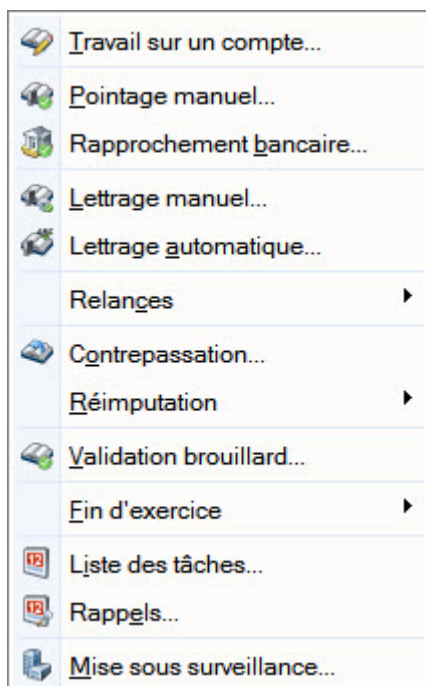 Travail sur un compte...
Pointage manuel...
Rapprochement bancaire...
Lettrage manuel...
Lettrage automatique...
Relances
Contrepassation...
Réimputation
Validation brouillard...
Fin d'exercice
Liste des tâches...
Rappels...
Mise sous surveillance...